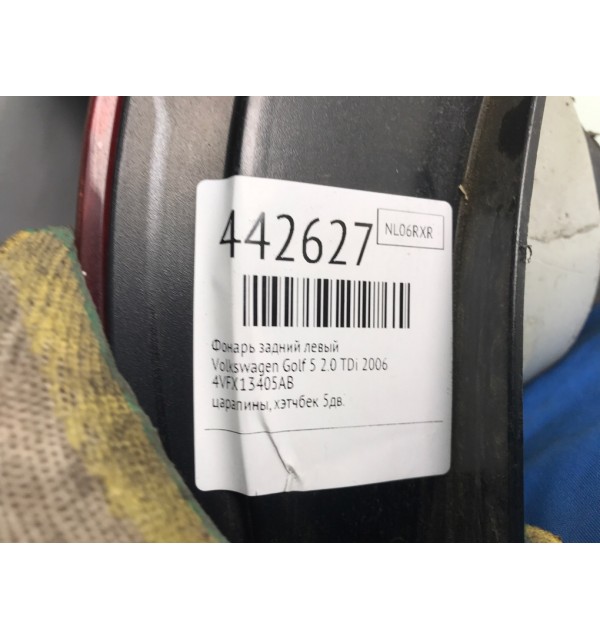 442627
NL06RXR
Фонарь задний левый
Volkswagen Golf 5 2.0 TDi 2006
4VFX13405AB
царапины, хэтчбек 5дв.